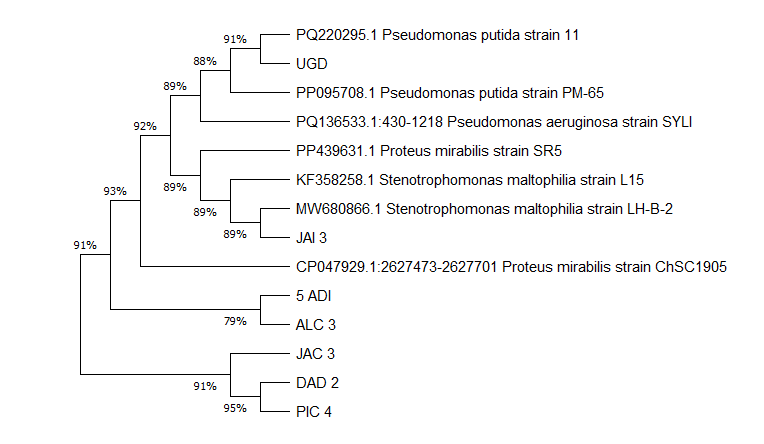 91%
PQ220295.1 Pseudomonas putida strain 11
88%
UGD
89%
PP095708.1 Pseudomonas putida strain PM-65
92%
PQ136533.1:430-1218 Pseudomonas aeruginosa strain SYLI
PP439631.1 Proteus mirabilis strain SR5
89%
KF358258.1 Stenotrophomonas maltophilia strain L15
93%
89%
MW680866.1 Stenotrophomonas maltophilia strain LH-B-2
89%
JAI 3
91%
CP047929.1:2627473-2627701 Proteus mirabilis strain ChSC1905
5 ADI
79%
ALC 3
JAC 3
91%
DAD 2
95%
PIC 4